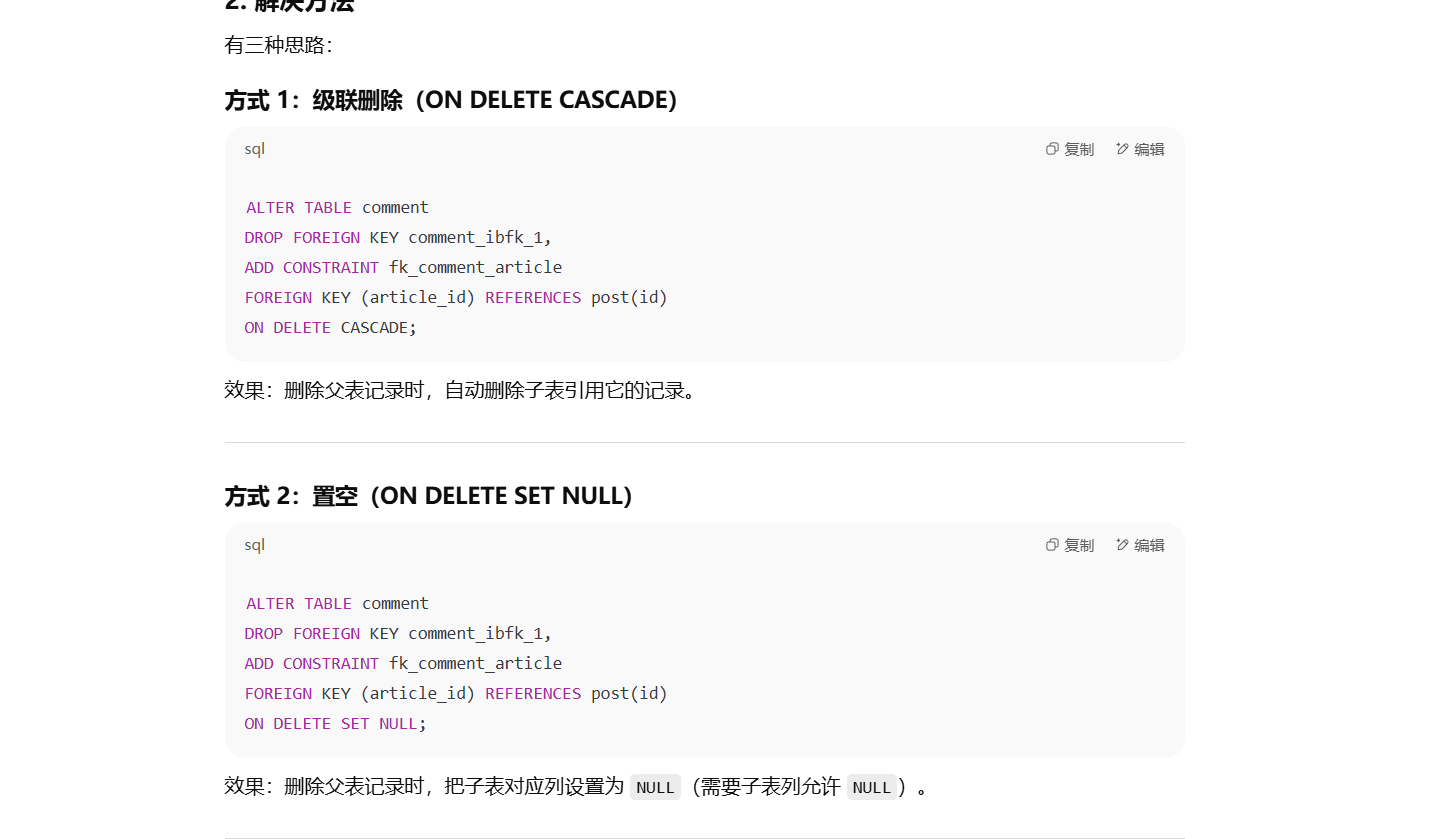 2. 解决方法
有三种思路：
方式 1：级联删除（ON DELETE CASCADE）
sql 复制 编辑
ALTER TABLE comment
DROP FOREIGN KEY comment_ibfk_1,
ADD CONSTRAINT fk_comment_article
FOREIGN KEY (article_id) REFERENCES post(id)
ON DELETE CASCADE;
效果：删除父表记录时，自动删除子表引用它的记录。
方式 2：置空（ON DELETE SET NULL）
sql 复制 编辑
ALTER TABLE comment
DROP FOREIGN KEY comment_ibfk_1,
ADD CONSTRAINT fk_comment_article
FOREIGN KEY (article_id) REFERENCES post(id)
ON DELETE SET NULL;
效果：删除父表记录时，把子表对应列设置为 NULL（需要子表列允许 NULL）。